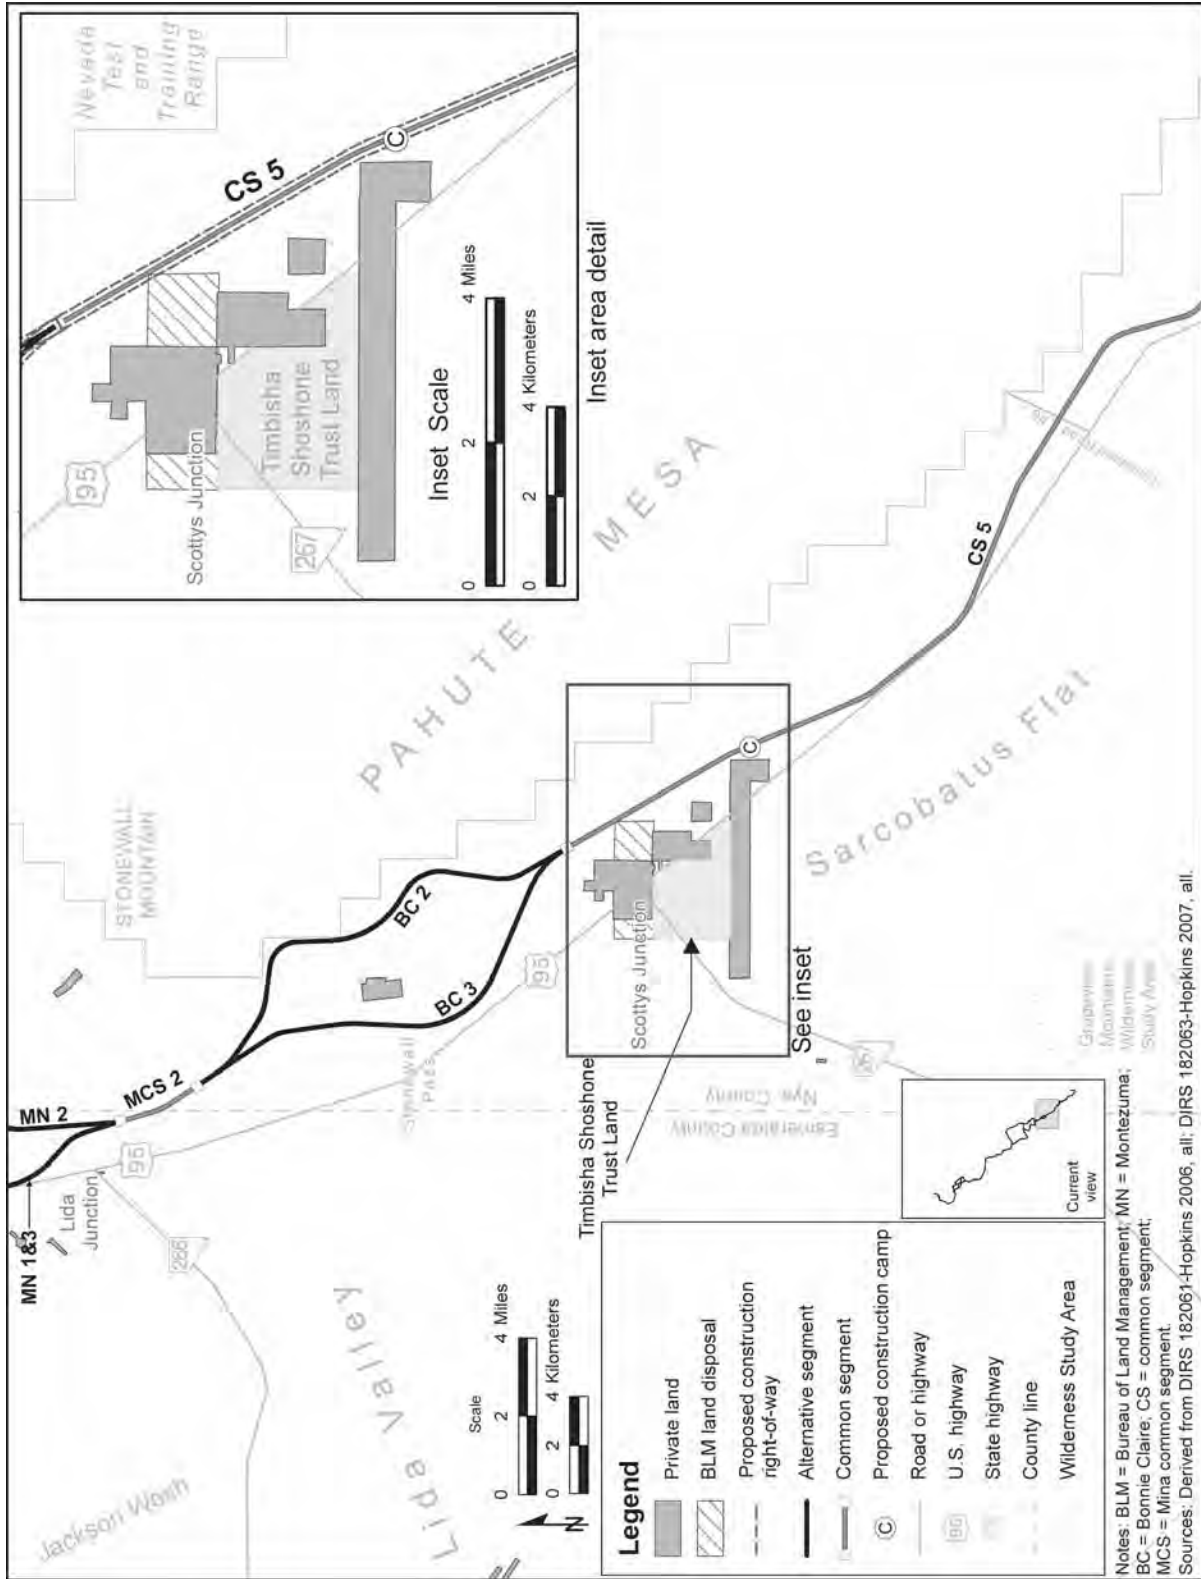 MN 1&3
MN 2
Lida
Junction
95
266
MCS 2
STONEWALL
MOUNTAIN
BC 2
BC 3
Stonewall
PASS
95
Jackson Wash
Lida Valley
PAHUTE MESA
Esmeralda County
Nye County
Scottys Junction
Timbisha Shoshone
Trust Land
See inset
C
267
Sarcobatus Flat
CS 5
Grapevine
Mountains
Wilderness
Study Area
Scale
0 2 4 Miles
0 2 4 Kilometers
N
Nevada
Test
and
Training
Range
CS 5
C
95
Scottys Junction
267
Timbisha
Shoshone
Trust Land
Inset Scale
0 2 4 Miles
0 2 4 Kilometers
Inset area detail
Legend
Private land
BLM land disposal
Proposed construction
right-of-way
Alternative segment
Common segment
C
Proposed construction camp
Road or highway
95
U.S. highway
State highway
County line
Wilderness Study Area
Current
view
Notes: BLM = Bureau of Land Management; MN = Montezuma;
BC = Bonnie Claire; CS = common segment;
MCS = Mina common segment.
Sources: Derived from DIRS 182061-Hopkins 2006, all; DIRS 182063-Hopkins 2007, all.